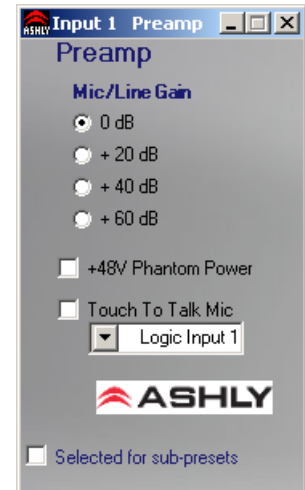 ASHLY Input 1 Preamp
Preamp
Mic/Line Gain
0 dB
+ 20 dB
+ 40 dB
+ 60 dB
+48V Phantom Power
Touch To Talk Mic
Logic Input 1
ASHLY
Selected for sub-presets